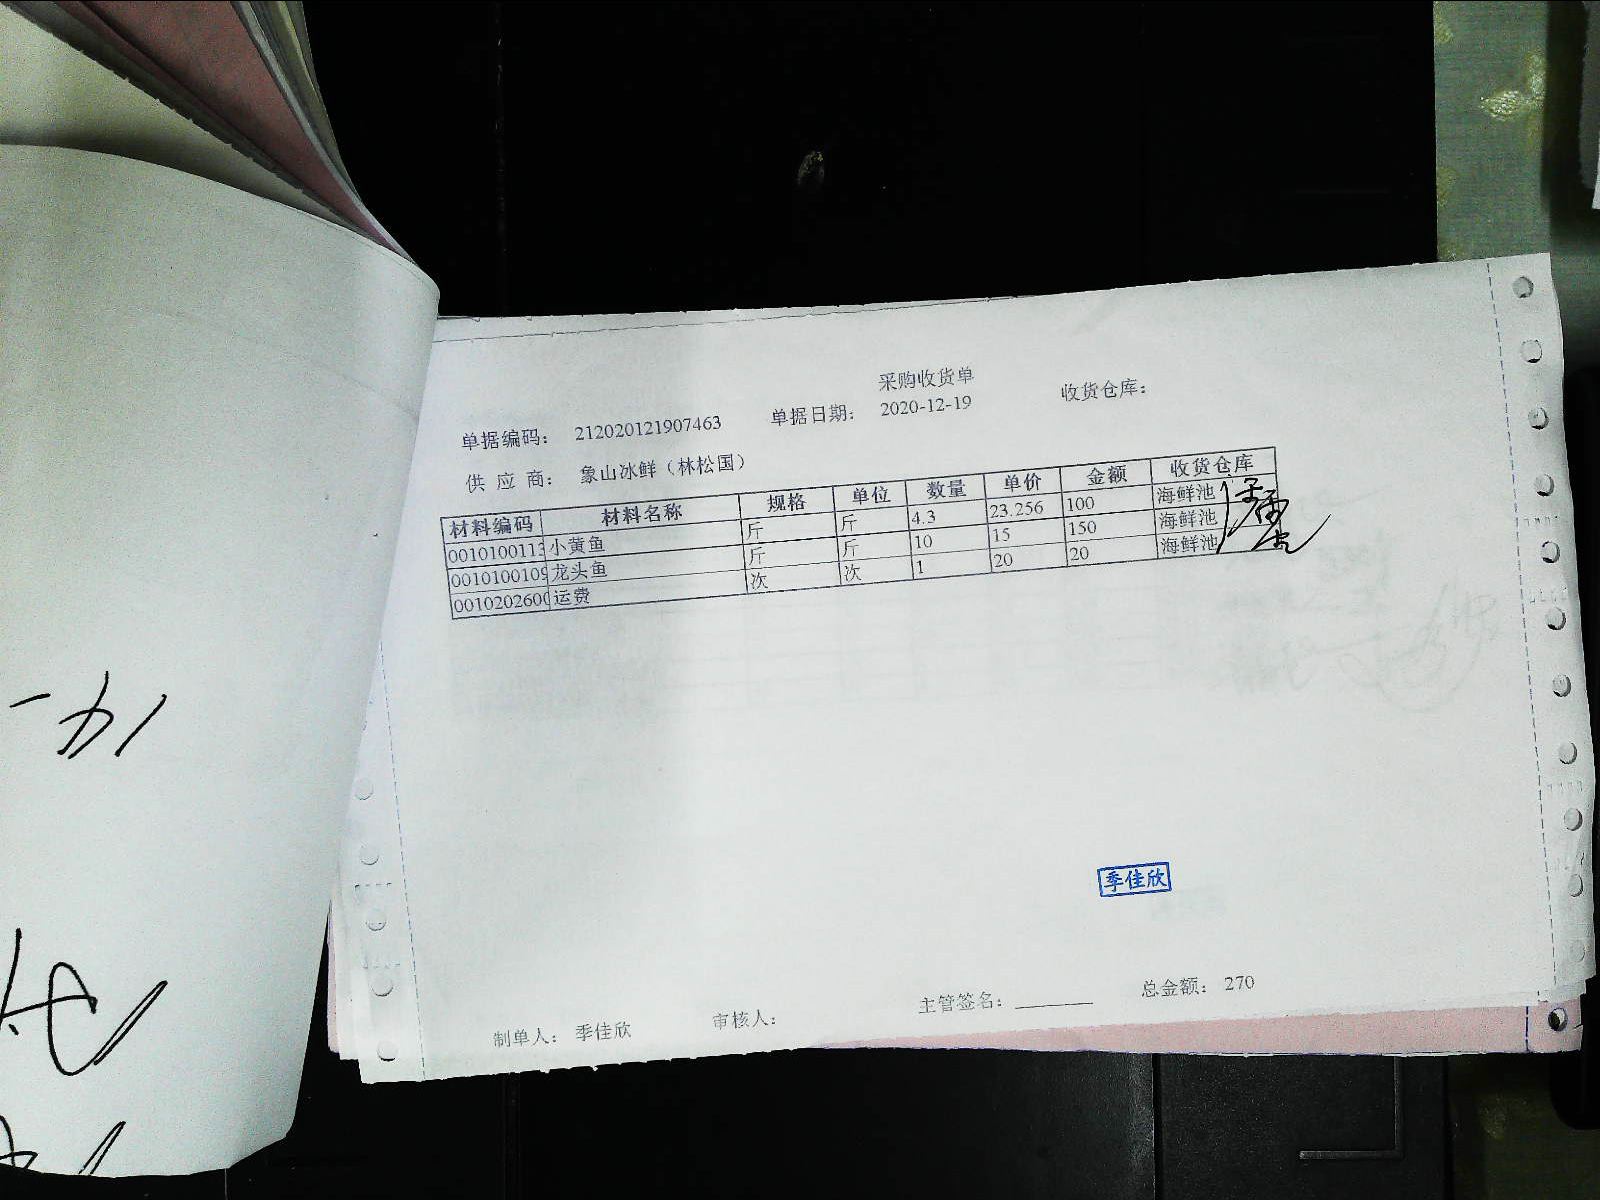 采购收货单
单据编码： 212020121907463 单据日期： 2020-12-19 收货仓库：
供 应 商： 象山冰鲜（林松国）
材料编码 材料名称 规格 单位 数量 单价 金额 收货仓库
0010100113 小黄鱼 斤 斤 4.3 23.256 100 海鲜池
0010100109 龙头鱼 斤 斤 10 15 150 海鲜池
001020260 运费 次 次 1 20 20 海鲜池
季佳欣
制单人： 季佳欣 审核人： 主管签名： 总金额： 270